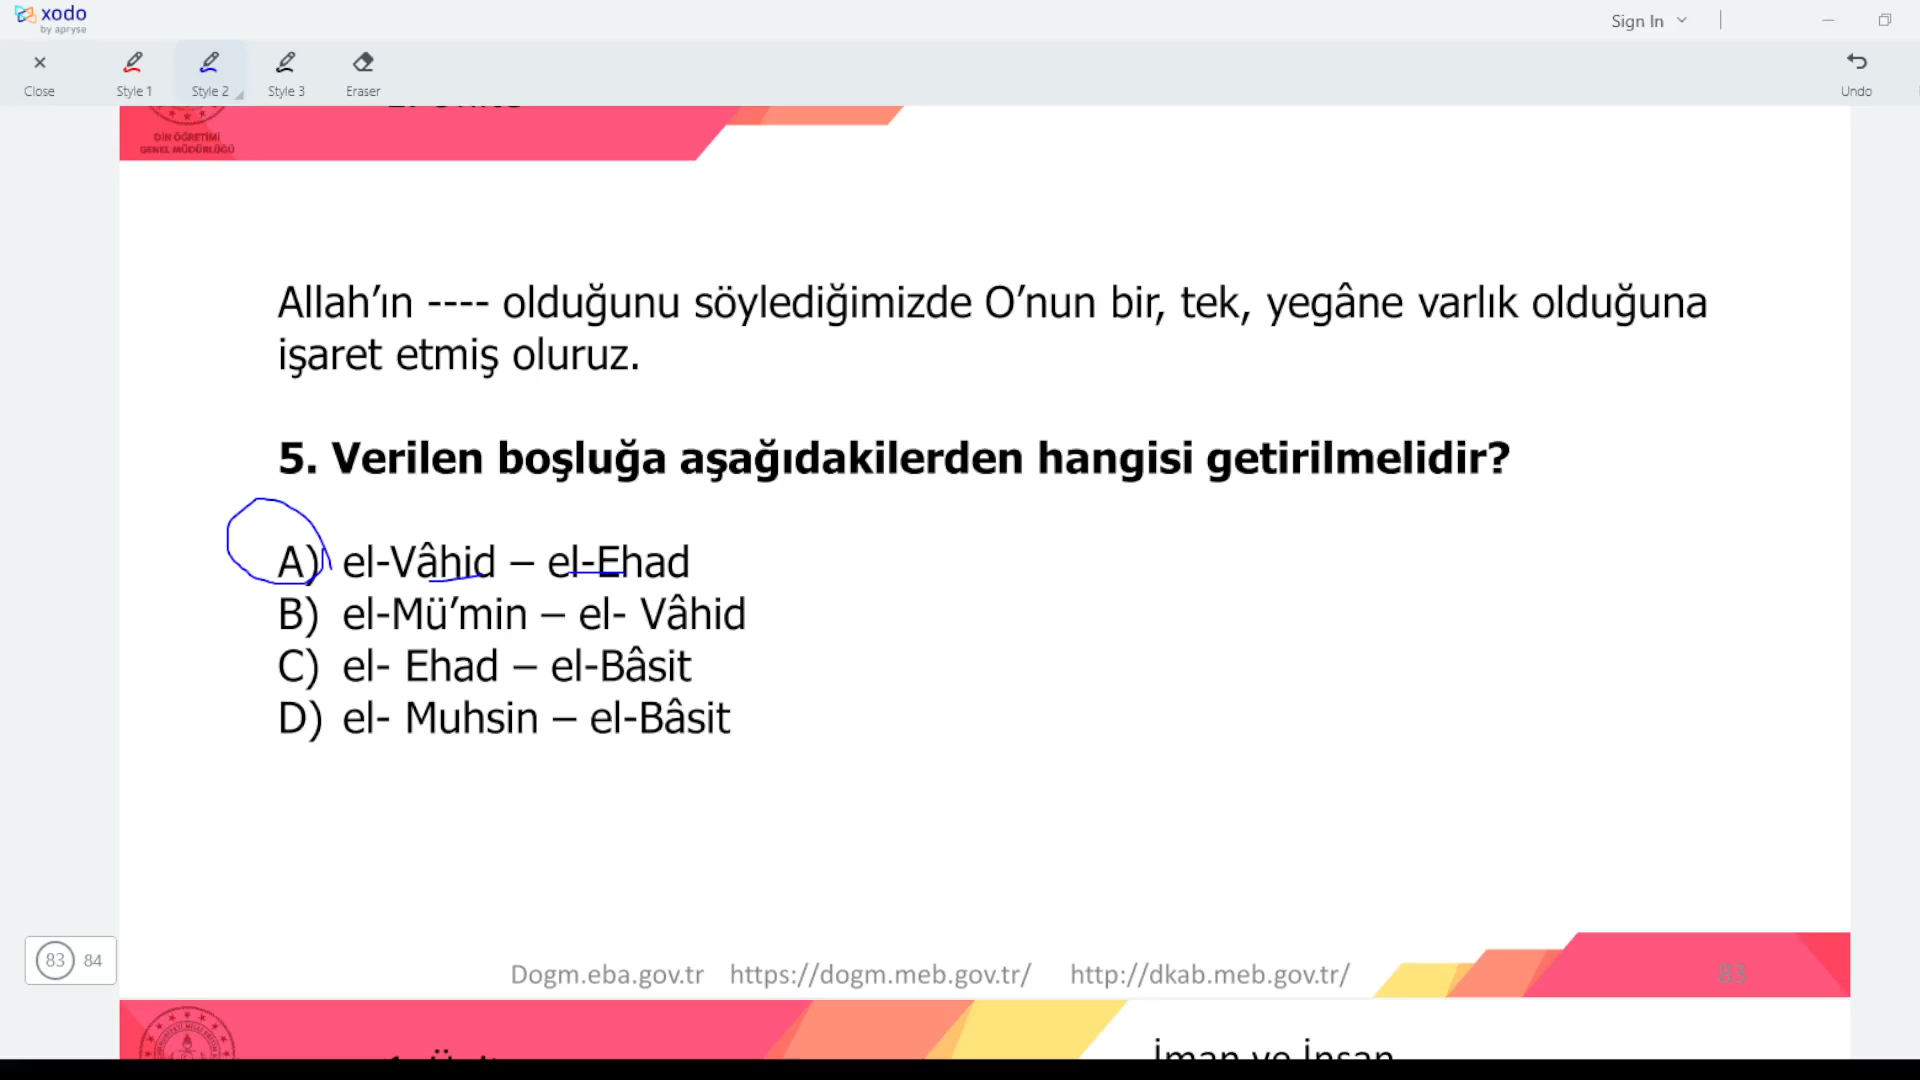 xodo
by apryse
Sign In
Close
Style 1
Style 2
Style 3
Eraser
Undo
DİN ÖĞRETİMİ
GENEL MÜDÜRLÜĞÜ
Allah’ın ---- olduğunu söylediğimizde O’nun bir, tek, yegâne varlık olduğuna
işaret etmiş oluruz.
5. Verilen boşluğa aşağıdakilerden hangisi getirilmelidir?
A) el-Vâhid – el-Ehad
B) el-Mü’min – el- Vâhid
C) el- Ehad – el-Bâsit
D) el- Muhsin – el-Bâsit
83 84
Dogm.eba.gov.tr https://dogm.meb.gov.tr/ http://dkab.meb.gov.tr/ 83
İman ve İnsan